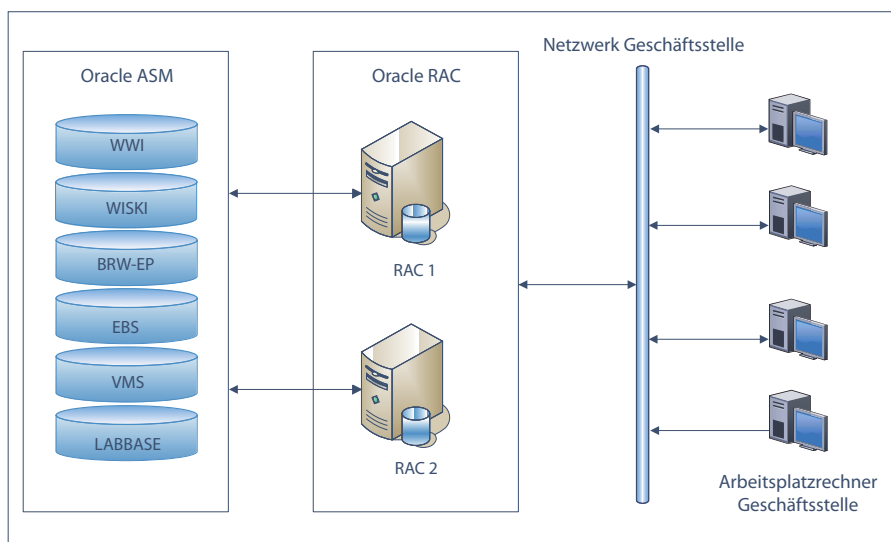 Oracle ASM
WWI
WISKI
BRW-EP
EBS
VMS
LABBASE
Oracle RAC
RAC 1
RAC 2
Netzwerk Geschäftsstelle
Arbeitsplatzrechner
Geschäftsstelle